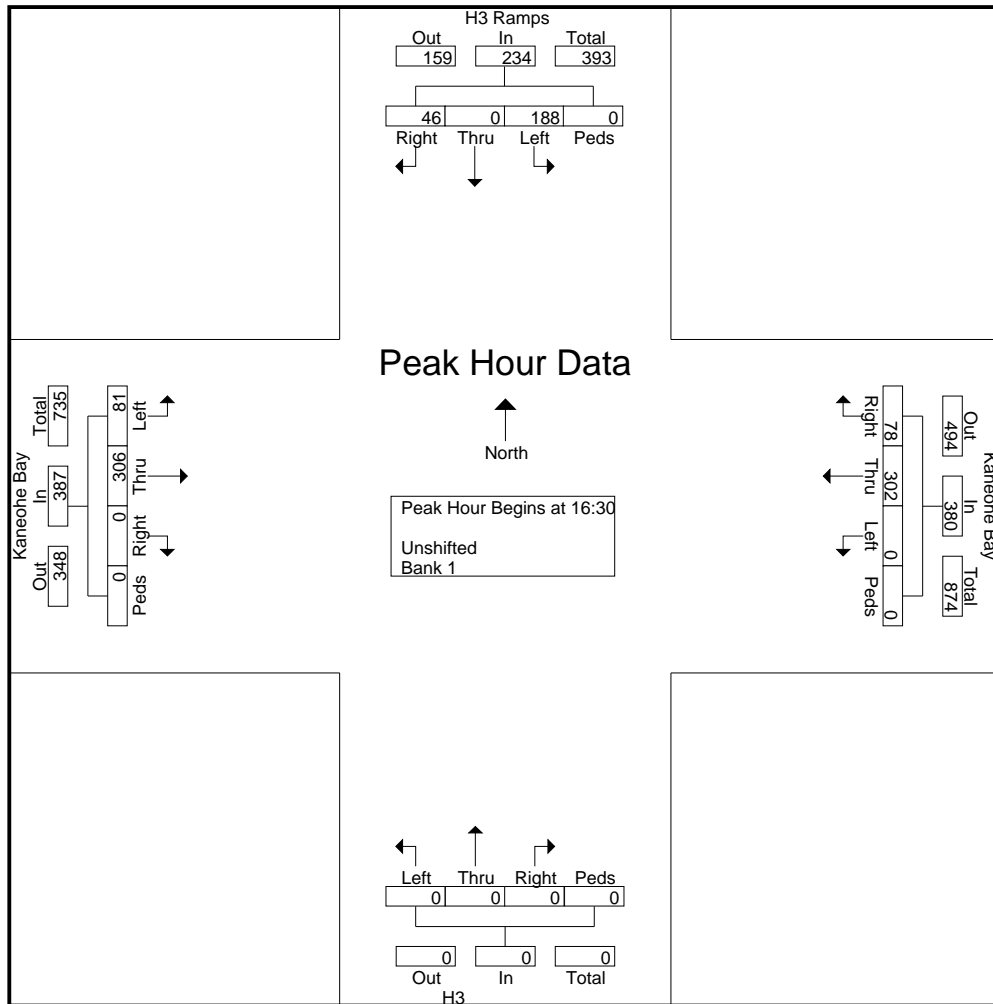 H3 Ramps
Out In Total
159 234 393
46 0 188 0
Right Thru Left Peds
Peak Hour Data
North
Peak Hour Begins at 16:30
Unshifted
Bank 1
Kaneohe Bay
Total In Out
735 387 348
81 306 0 0
Left Thru Right Peds
Right Thru Left Peds
78 302 0 0
Out In Total
494 380 874
Kaneohe Bay
Left Thru Right Peds
0 0 0 0
0 0 0
Out In Total
H3